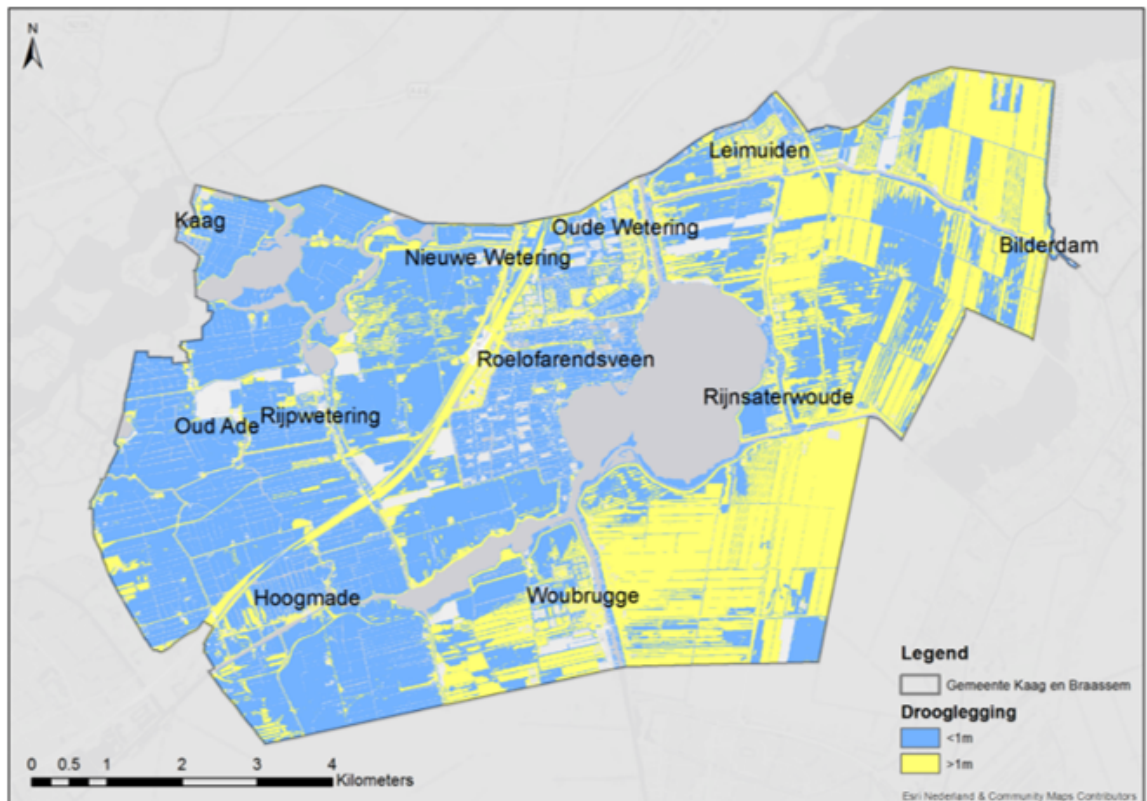 N
Leimuiden
Kaag
Oude Wetering
Nieuwe Wetering
Bilderdam
Roelofarendsveen
Rijnsaterwoude
Oud Ade
Rijpwetering
Hoogmade
Woubrugge
Legend
Gemeente Kaag en Braassem
Drooglegging
<1m
>1m
0 0.5 1 2 3 4
Kilometers
Esri Nederland & Community Maps Contributors